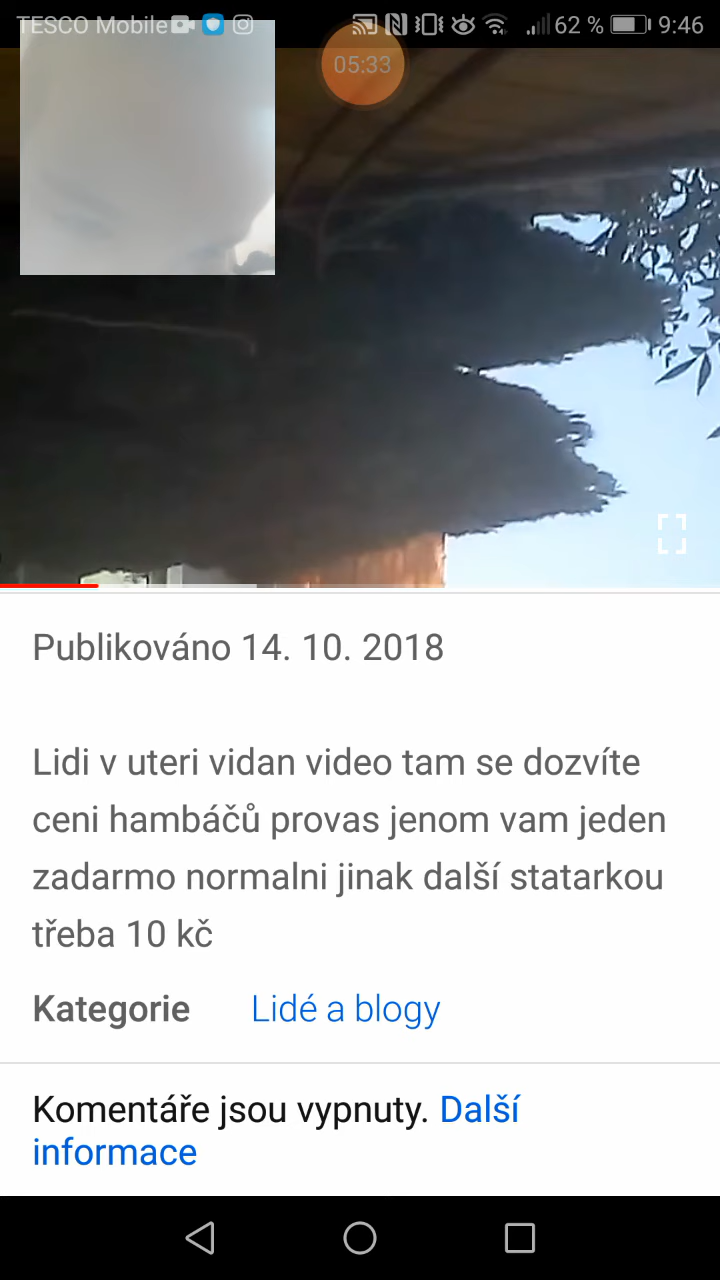 TESCO Mobile 62 % 9:46
05:33
Publikováno 14. 10. 2018
Lidi v uteri vidan video tam se dozvíte
ceni hambáčů provas jenom vam jeden
zadarmo normalni jinak další statarkou
třeba 10 kč
Kategorie Lidé a blogy
Komentáře jsou vypnuty. Další
informace